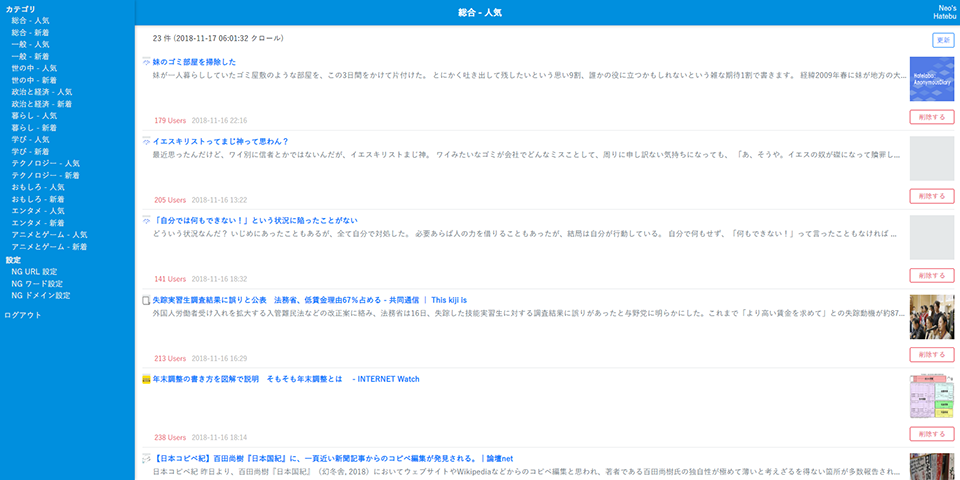 カテゴリ
総合 - 人気
総合 - 新着
一般 - 人気
一般 - 新着
世の中 - 人気
世の中 - 新着
政治と経済 - 人気
政治と経済 - 新着
暮らし - 人気
暮らし - 新着
学び - 人気
学び - 新着
テクノロジー - 人気
テクノロジー - 新着
おもしろ - 人気
おもしろ - 新着
エンタメ - 人気
エンタメ - 新着
アニメとゲーム - 人気
アニメとゲーム - 新着
設定
NG URL 設定
NG ワード設定
NG ドメイン設定
ログアウト
総合 - 人気
Neo's
Hatebu
23 件 (2018-11-17 06:01:32 クロール)
更新
妹のゴミ部屋を掃除した
妹が一人暮らししていたゴミ屋敷のような部屋を、この3日間をかけて片付けた。 とにかく吐き出して残したいという思い9割、誰かの役に立つかもしれないという雑な期待1割で書きます。 経緯2009年春に妹が地方の大...
Hatelabo::
AnonymousDiary
179 Users 2018-11-16 22:16
削除する
イエスキリストってまじ神って思わん？
最近思ったんだけど、ワイ別に信者とかではないんだが、イエスキリストまじ神。 ワイみたいなゴミが会社でどんなミスことして、周りに申し訳ない気持ちになっても、 「あ、そうや。イエスの奴が磔になって贖罪し...
205 Users 2018-11-16 13:22
削除する
「自分では何もできない！」という状況に陥ったことがない
どういう状況なんだ？ いじめにあったこともあるが、全て自分で対処した。 必要あらば人の力を借りることもあったが、結局は自分が行動している。 自分で何もせず、「何もできない！」って言ったこともなければ ...
141 Users 2018-11-16 18:32
削除する
失踪実習生調査結果に誤りと公表　法務省、低賃金理由67％占める - 共同通信 ｜ This kiji is
外国人労働者受け入れを拡大する入管難民法などの改正案に絡み、法務省は16日、失踪した技能実習生に対する調査結果に誤りがあったと与野党に明らかにした。これまで「より高い賃金を求めて」との失踪動機が約87...
213 Users 2018-11-16 16:29
削除する
年末調整の書き方を図解で説明　そもそも年末調整とは　 - INTERNET Watch
238 Users 2018-11-16 18:14
削除する
【日本コピペ紀】百田尚樹『日本国紀』に、一頁近い新聞記事からのコピペ編集が発見される。 | 論壇net
日本コピペ紀 昨日より、百田尚樹『日本国紀』（幻冬舎, 2018）においてウェブサイトやWikipediaなどからのコピペ編集と思われ、著者である百田尚樹氏の独自性が極めて薄いと考えざるを得ない箇所が多数報告され...